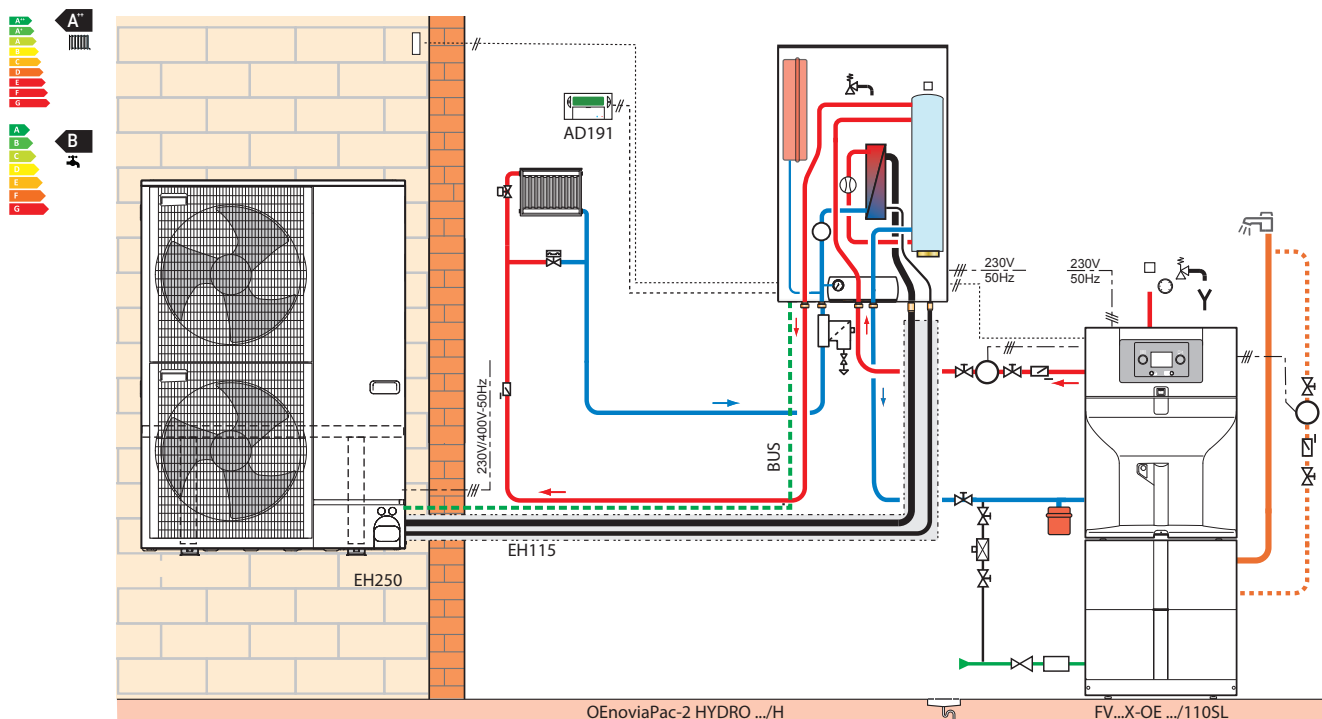 A++
A+
A
B
C
D
E
F
G
A++
A
B
C
D
E
F
G
B
AD191
230V
50Hz
230V
50Hz
230V/400V-50Hz
BUS
EH115
EH250
OEnoviaPac-2 HYDRO .../H
FV...X-OE .../110SL